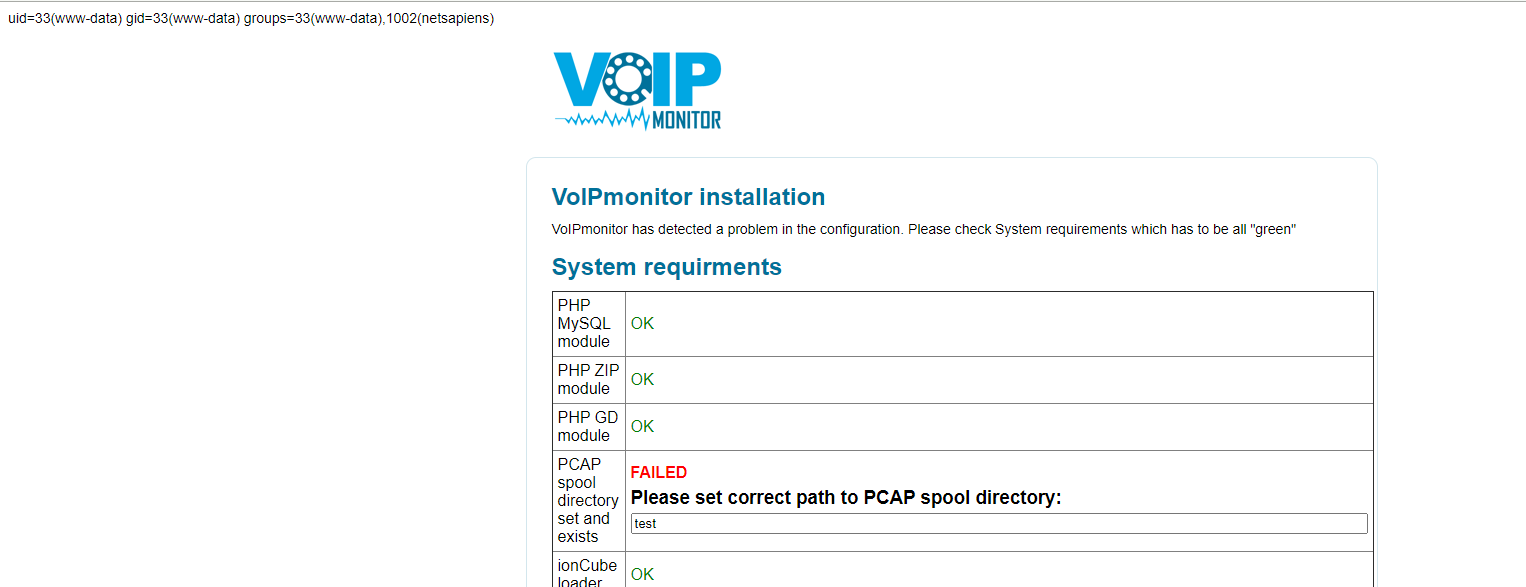 uid=33(www-data) gid=33(www-data) groups=33(www-data),1002(netsapiens)
VOIP
MONITOR
VoIPmonitor installation
VoIPmonitor has detected a problem in the configuration. Please check System requirements which has to be all "green"
System requirments
PHP
MySQL
module
OK
PHP ZIP
module
OK
PHP GD
module
OK
PCAP
spool
directory
set and
exists
FAILED
Please set correct path to PCAP spool directory:
test
ionCube
loader
OK